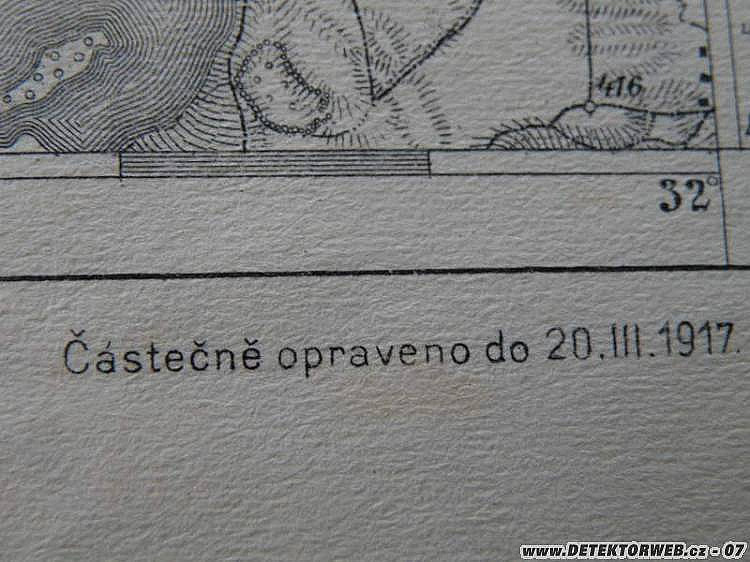 416
32°
Částečně opraveno do 20.III.1917.
www.DETEKTORWEB.cz - 07